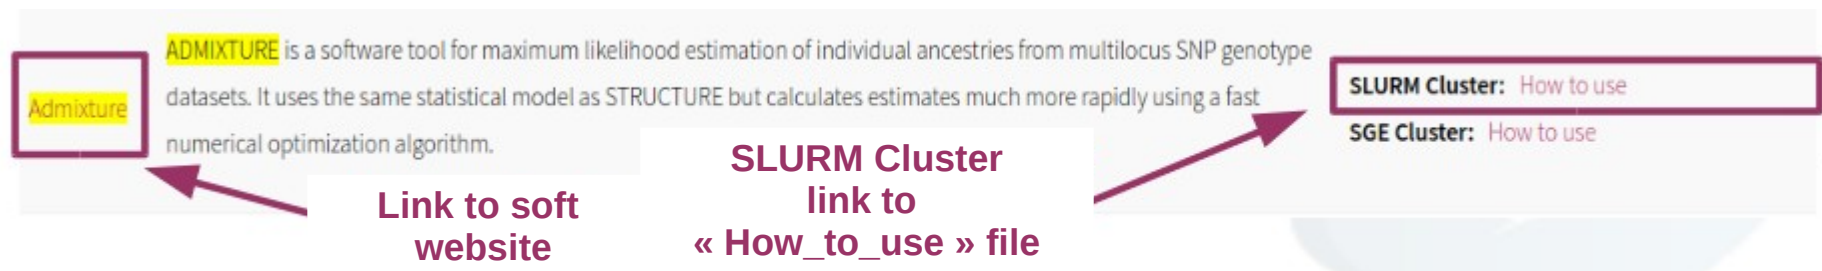 Admixture
ADMIXTURE is a software tool for maximum likelihood estimation of individual ancestries from multilocus SNP genotype
datasets. It uses the same statistical model as STRUCTURE but calculates estimates much more rapidly using a fast
numerical optimization algorithm.
SLURM Cluster: How to use
SGE Cluster: How to use
Link to soft
website
SLURM Cluster
link to
« How_to_use » file